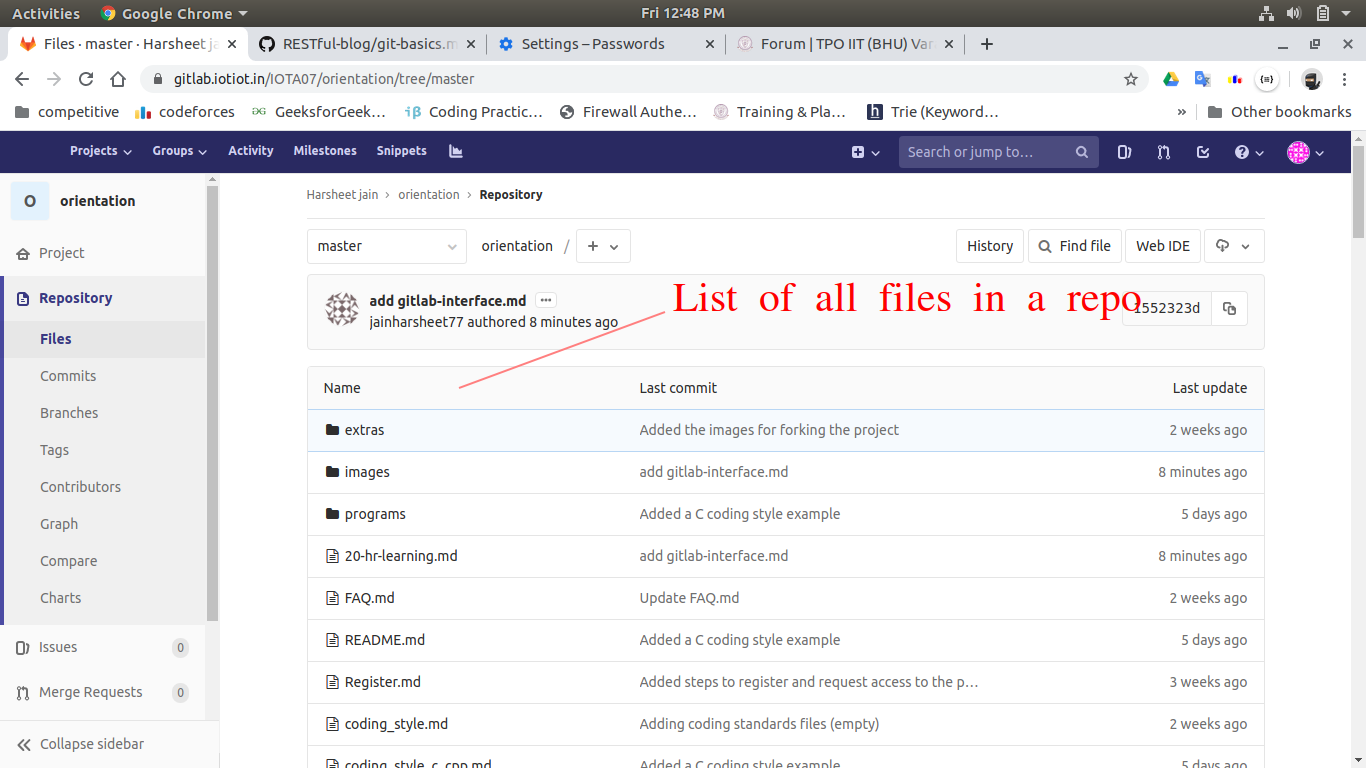 Activities Google Chrome Fri 12:48 PM
Files · master · Harsheet ja RESTful-blog/git-basics.m Settings – Passwords Forum | TPO IIT (BHU) Var
gitlab.iotiot.in/IOTA07/orientation/tree/master
competitive codeforces GeeksforGeek… Coding Practic… Firewall Authe… Training & Pla… Trie (Keyword… » Other bookmarks
Projects Groups Activity Milestones Snippets Search or jump to…
O orientation
Harsheet jain > orientation > Repository
master orientation / + History Find file Web IDE
Project
Repository
add gitlab-interface.md
List of all files in a repo
1552323d
jainharsheet77 authored 8 minutes ago
Files
Commits
Branches
Tags
Contributors
Graph
Compare
Charts
Issues 0
Merge Requests 0
Collapse sidebar
Name Last commit Last update
extras Added the images for forking the project 2 weeks ago
images add gitlab-interface.md 8 minutes ago
programs Added a C coding style example 5 days ago
20-hr-learning.md add gitlab-interface.md 8 minutes ago
FAQ.md Update FAQ.md 2 weeks ago
README.md Added a C coding style example 5 days ago
Register.md Added steps to register and request access to the p… 3 weeks ago
coding_style.md Adding coding standards files (empty) 2 weeks ago
coding_style_c_cpp.md Added a C coding style example 5 days ago